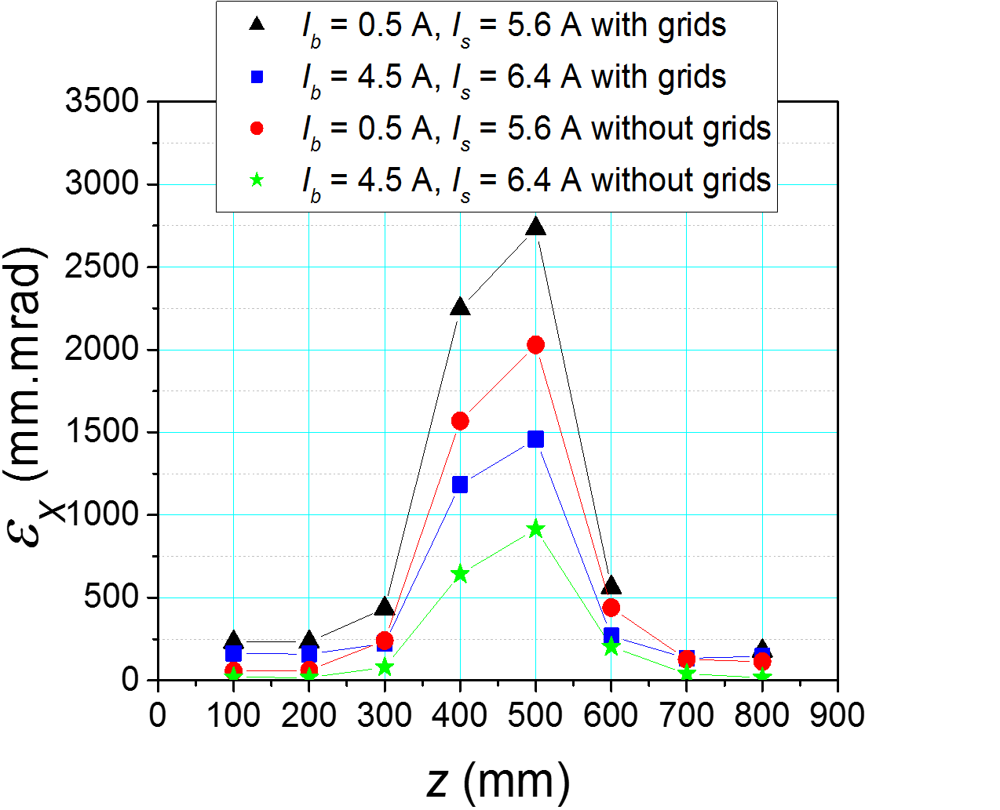 I_b = 0.5 A, I_s = 5.6 A with grids
I_b = 4.5 A, I_s = 6.4 A with grids
I_b = 0.5 A, I_s = 5.6 A without grids
I_b = 4.5 A, I_s = 6.4 A without grids
3500
3000
2500
2000
1500
1000
500
0
ε_X (mm.mrad)
0 100 200 300 400 500 600 700 800 900
z (mm)